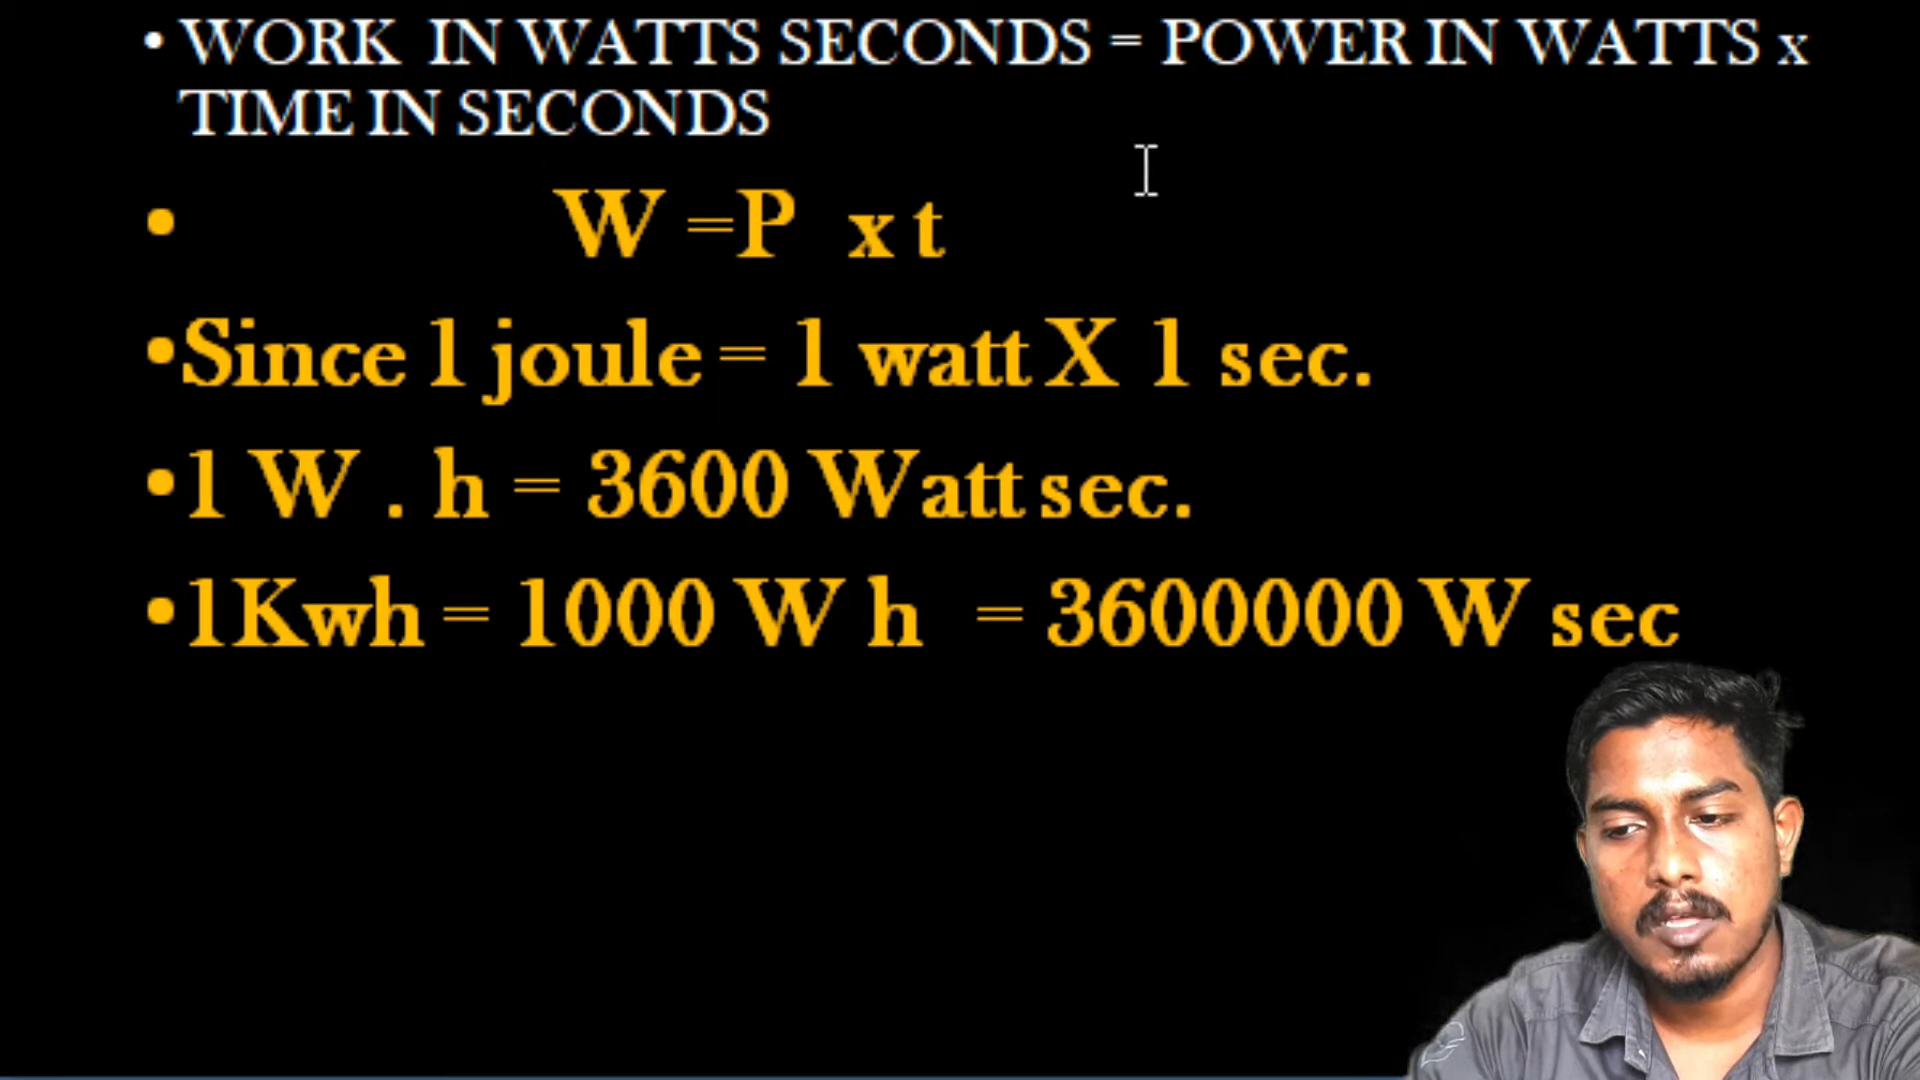 • WORK IN WATTS SECONDS = POWER IN WATTS x
TIME IN SECONDS
• W =P x t
•Since 1 joule = 1 watt X 1 sec.
•1 W . h = 3600 Watt sec.
•1Kwh = 1000 W h = 3600000 W sec